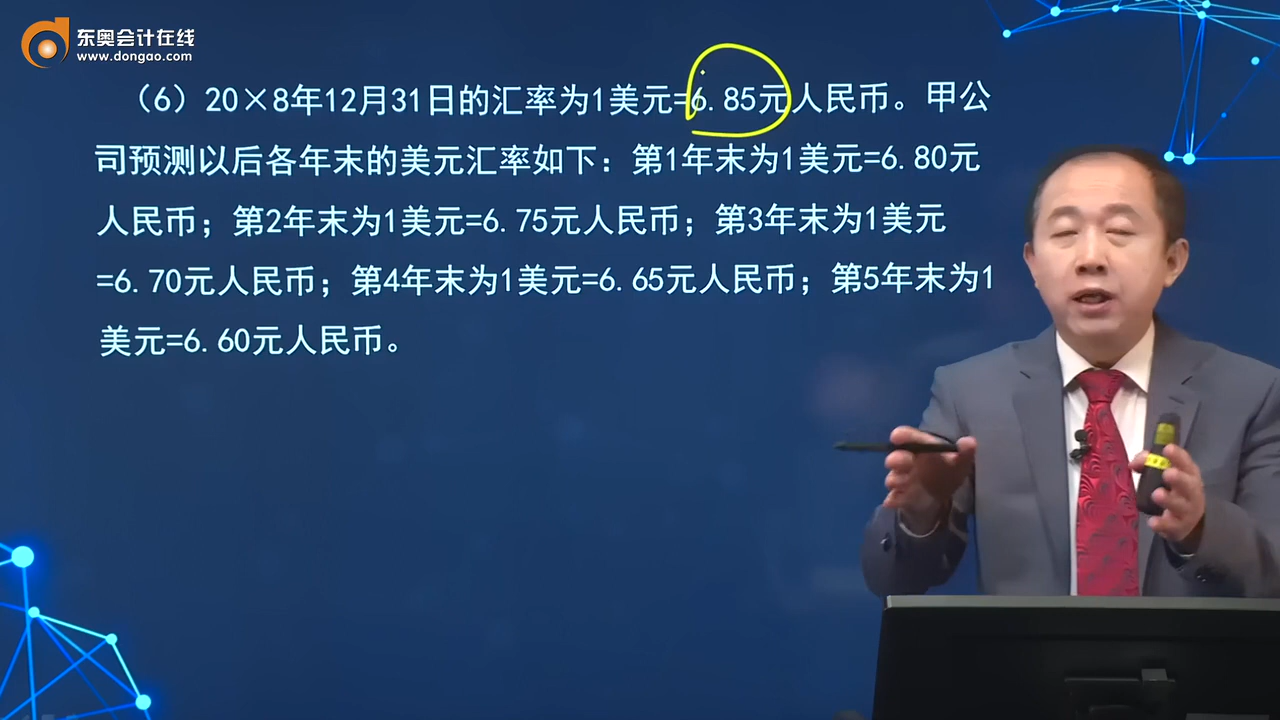 东奥会计在线
www.dongao.com
（6）20×8年12月31日的汇率为1美元=6.85元人民币。甲公
司预测以后各年末的美元汇率如下：第1年末为1美元=6.80元
人民币；第2年末为1美元=6.75元人民币；第3年末为1美元
=6.70元人民币；第4年末为1美元=6.65元人民币；第5年末为1
美元=6.60元人民币。